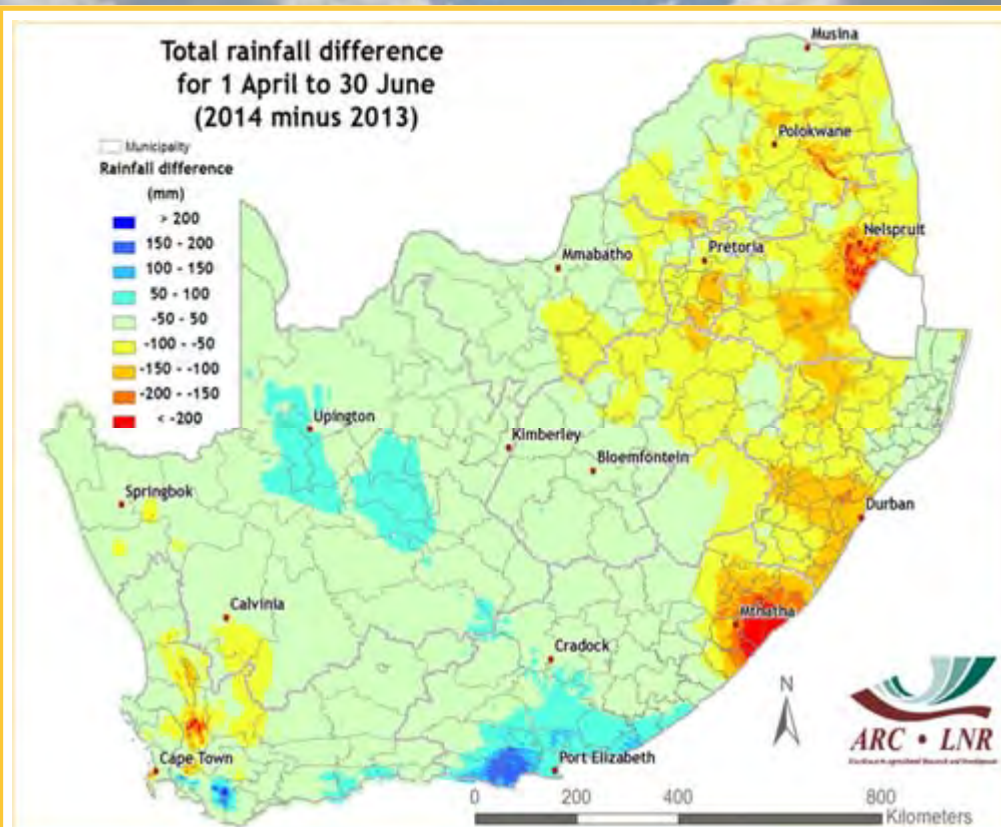 Total rainfall difference
for 1 April to 30 June
(2014 minus 2013)
Municipality
Rainfall difference
(mm)
> 200
150 - 200
100 - 150
50 - 100
-50 - 50
-100 - -50
-150 - -100
-200 - -150
< -200
Musina
Polokwane
Nelspruit
Pretoria
Mmabatho
Upington
Kimberley
Bloemfontein
Springbok
Durban
Calvinia
Mthatha
Cradock
Cape Town
Port Elizabeth
N
ARC • LNR
0 200 400 800
Kilometers